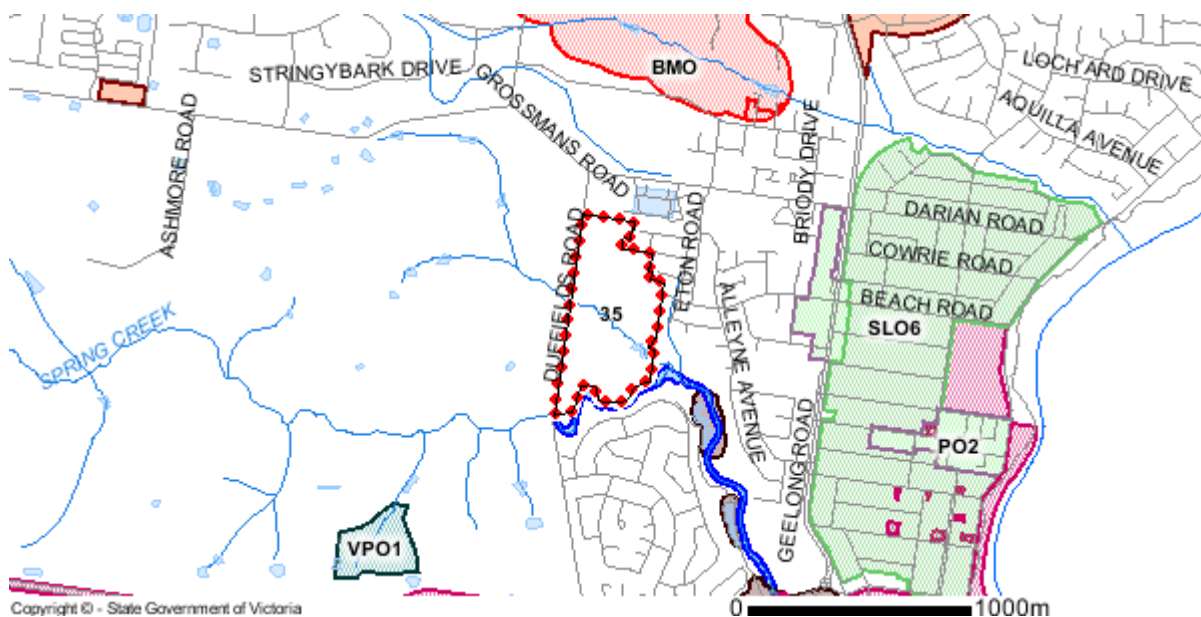 STRINGYBARK DRIVE
GROSSMANS ROAD
BMO
LOCHARD DRIVE
AQUILLA AVENUE
ASHMORE ROAD
BRIODY DRIVE
DARIAN ROAD
COWRIE ROAD
BEACH ROAD
DUFFIELDS ROAD
ETON ROAD
35
ALLEYNE AVENUE
SLO6
SPRING CREEK
GEELONG ROAD
PO2
VPO1
Copyright © - State Government of Victoria
0 1000m